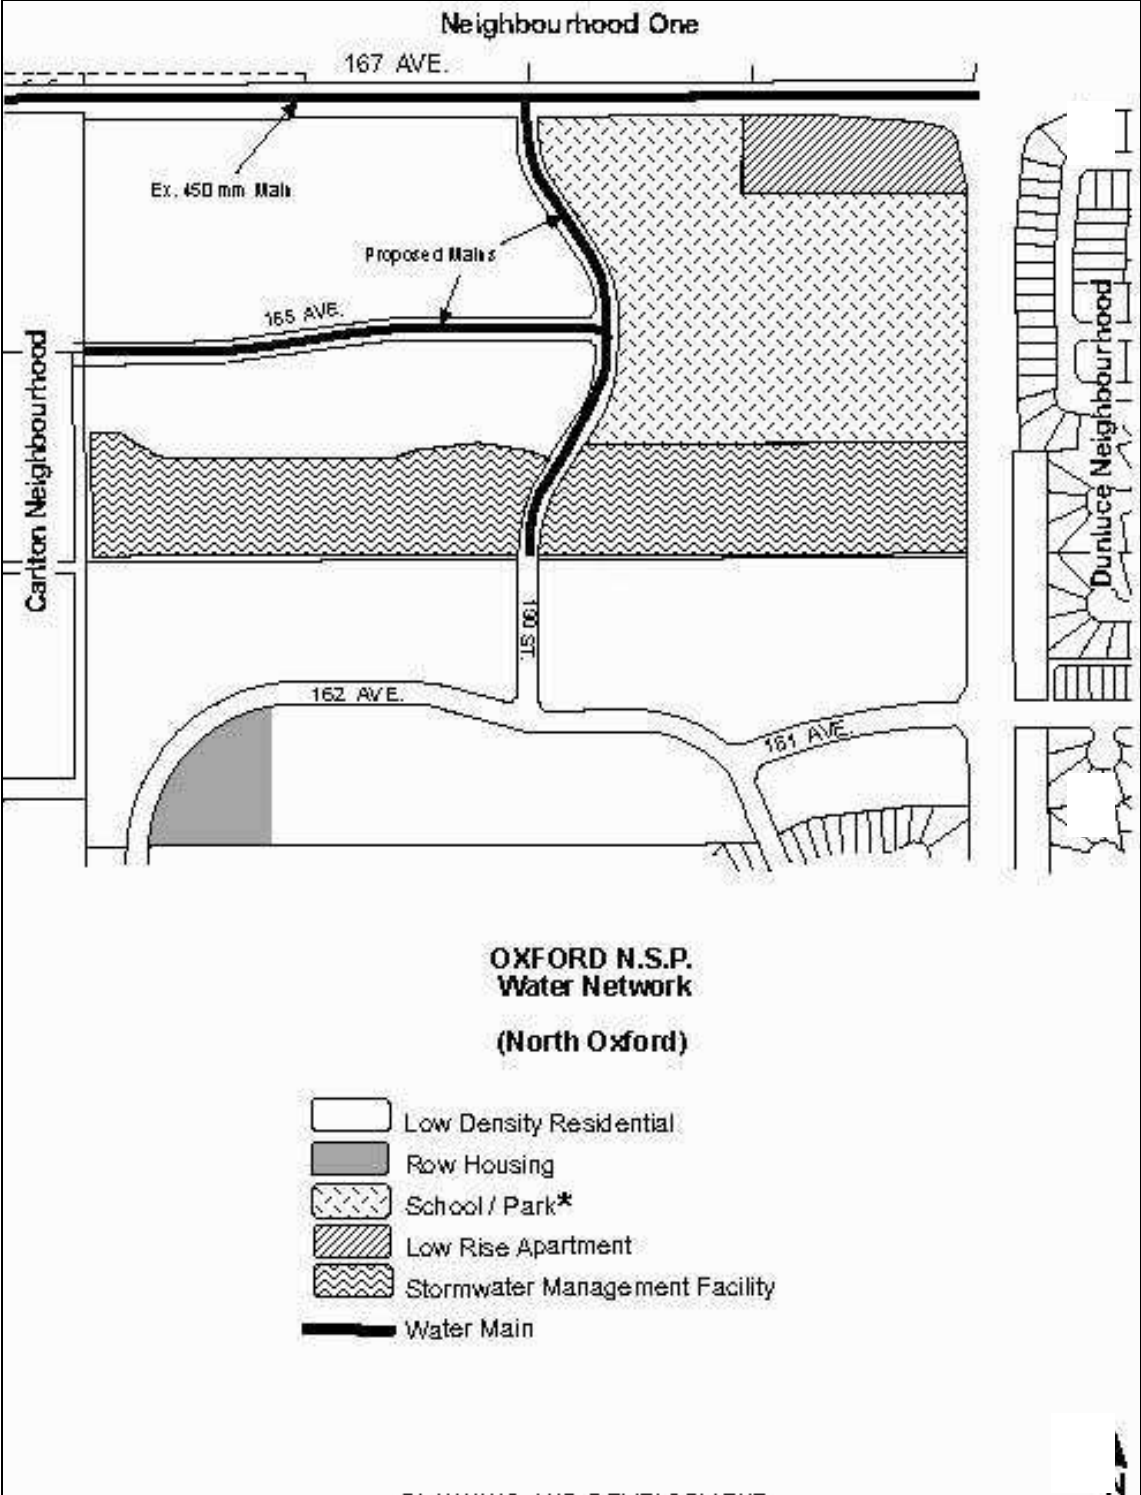 Neighbourhood One
167 AVE.
Ex. 450 mm Main
Proposed Mains
165 AVE.
Carlton Neighbourhood
Dunluce Neighbourhood
ST.
162 AVE.
161 AVE.
OXFORD N.S.P.
Water Network
(North Oxford)
Low Density Residential
Row Housing
School / Park*
Low Rise Apartment
Stormwater Management Facility
Water Main